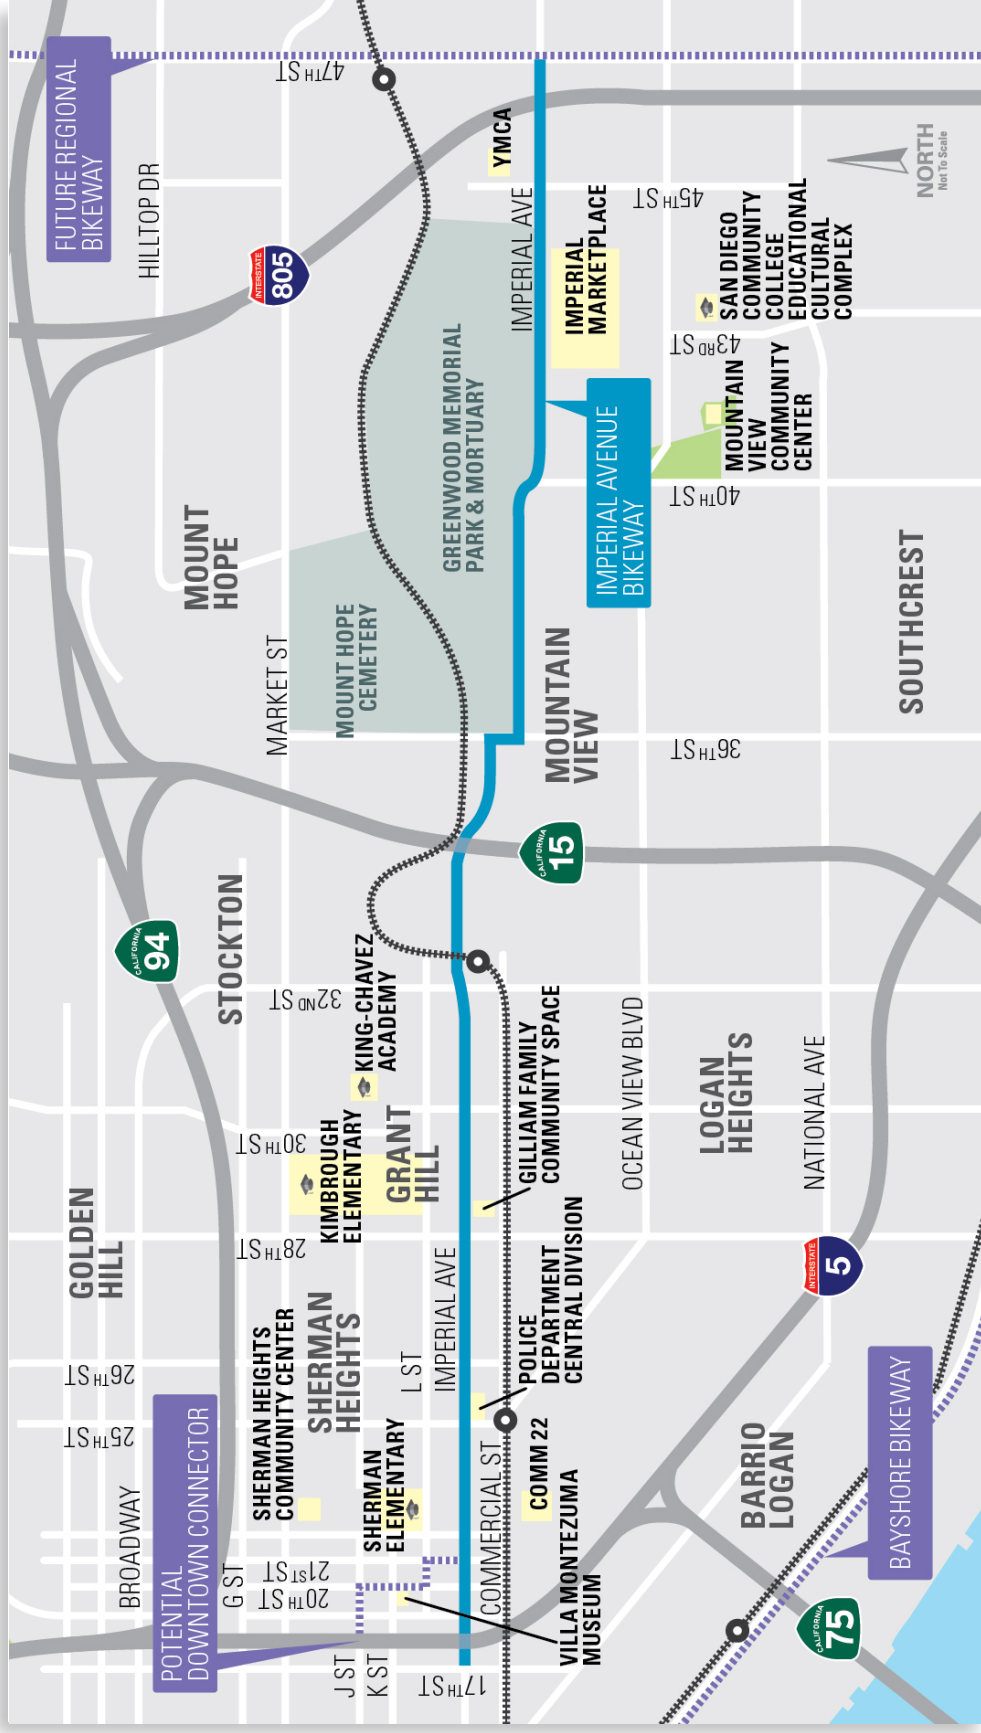 FUTURE REGIONAL
BIKEWAY
HILLTOP DR
47TH ST
INTERSTATE
805
YMCA
45TH ST
NORTH
Not To Scale
IMPERIAL AVE
IMPERIAL
MARKETPLACE
SAN DIEGO
COMMUNITY
COLLEGE
EDUCATIONAL
CULTURAL
COMPLEX
43RD ST
MOUNTAIN
VIEW
COMMUNITY
CENTER
40TH ST
GREENWOOD MEMORIAL
PARK & MORTUARY
IMPERIAL AVENUE
BIKEWAY
MOUNT
HOPE
MOUNT HOPE
CEMETERY
MARKET ST
MOUNTAIN
VIEW
36TH ST
SOUTHCREST
CALIFORNIA
15
CALIFORNIA
94
STOCKTON
32ND ST
KING-CHAVEZ
ACADEMY
GILLIAM FAMILY
COMMUNITY SPACE
OCEAN VIEW BLVD
LOGAN
HEIGHTS
NATIONAL AVE
30TH ST
KIMBROUGH
ELEMENTARY
GRANT
HILL
GOLDEN
HILL
28TH ST
IMPERIAL AVE
POLICE
DEPARTMENT
CENTRAL DIVISION
INTERSTATE
5
26TH ST
25TH ST
SHERMAN HEIGHTS
COMMUNITY CENTER
SHERMAN
HEIGHTS
L ST
SHERMAN
ELEMENTARY
COMMERCIAL ST
COMM 22
BARRIO
LOGAN
BAYSHORE BIKEWAY
BROADWAY
POTENTIAL
DOWNTOWN CONNECTOR
G ST
21ST ST
20TH ST
J ST
K ST
17TH ST
VILLA MONTEZUMA
MUSEUM
CALIFORNIA
75